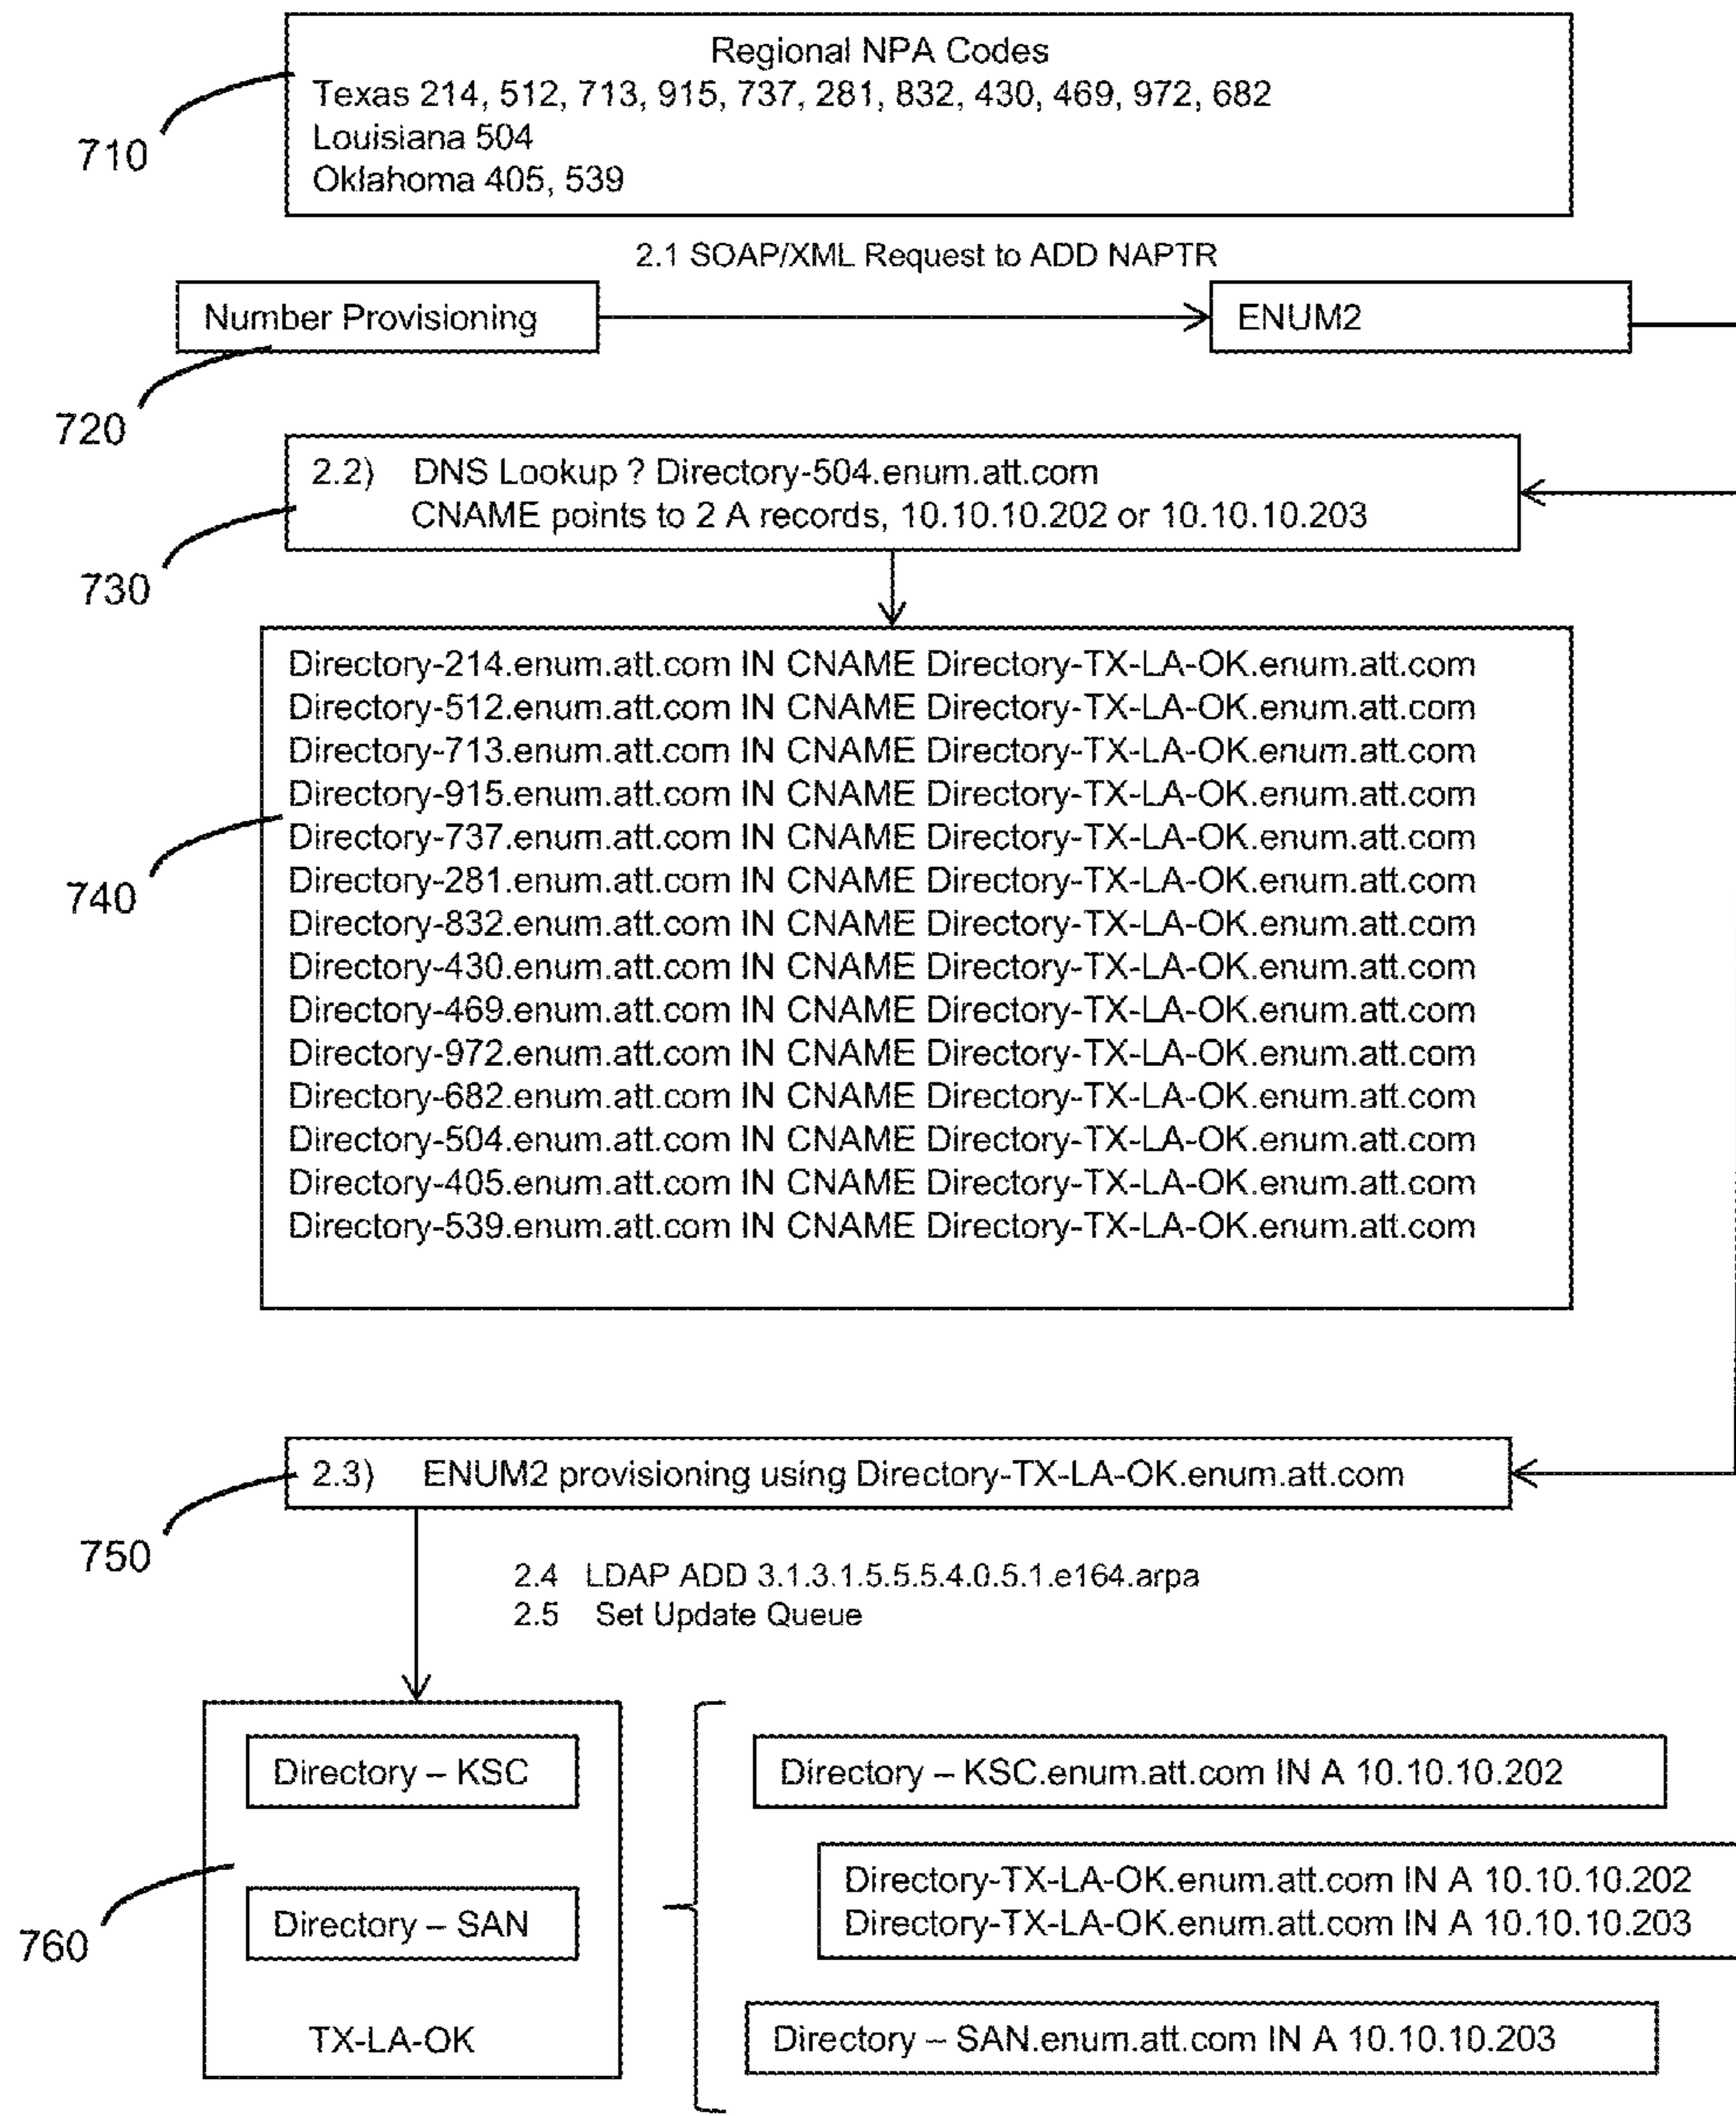 Regional NPA Codes
Texas 214, 512, 713, 915, 737, 281, 832, 430, 469, 972, 682
Louisiana 504
Oklahoma 405, 539
710
2.1 SOAP/XML Request to ADD NAPTR
Number Provisioning
ENUM2
720
2.2) DNS Lookup ? Directory-504.enum.att.com
CNAME points to 2 A records, 10.10.10.202 or 10.10.10.203
730
Directory-214.enum.att.com IN CNAME Directory-TX-LA-OK.enum.att.com
Directory-512.enum.att.com IN CNAME Directory-TX-LA-OK.enum.att.com
Directory-713.enum.att.com IN CNAME Directory-TX-LA-OK.enum.att.com
Directory-915.enum.att.com IN CNAME Directory-TX-LA-OK.enum.att.com
Directory-737.enum.att.com IN CNAME Directory-TX-LA-OK.enum.att.com
Directory-281.enum.att.com IN CNAME Directory-TX-LA-OK.enum.att.com
Directory-832.enum.att.com IN CNAME Directory-TX-LA-OK.enum.att.com
Directory-430.enum.att.com IN CNAME Directory-TX-LA-OK.enum.att.com
Directory-469.enum.att.com IN CNAME Directory-TX-LA-OK.enum.att.com
Directory-972.enum.att.com IN CNAME Directory-TX-LA-OK.enum.att.com
Directory-682.enum.att.com IN CNAME Directory-TX-LA-OK.enum.att.com
Directory-504.enum.att.com IN CNAME Directory-TX-LA-OK.enum.att.com
Directory-405.enum.att.com IN CNAME Directory-TX-LA-OK.enum.att.com
Directory-539.enum.att.com IN CNAME Directory-TX-LA-OK.enum.att.com
740
2.3) ENUM2 provisioning using Directory-TX-LA-OK.enum.att.com
750
2.4 LDAP ADD 3.1.3.1.5.5.5.4.0.5.1.e164.arpa
2.5 Set Update Queue
Directory – KSC
Directory – SAN
TX-LA-OK
760
Directory – KSC.enum.att.com IN A 10.10.10.202
Directory-TX-LA-OK.enum.att.com IN A 10.10.10.202
Directory-TX-LA-OK.enum.att.com IN A 10.10.10.203
Directory – SAN.enum.att.com IN A 10.10.10.203